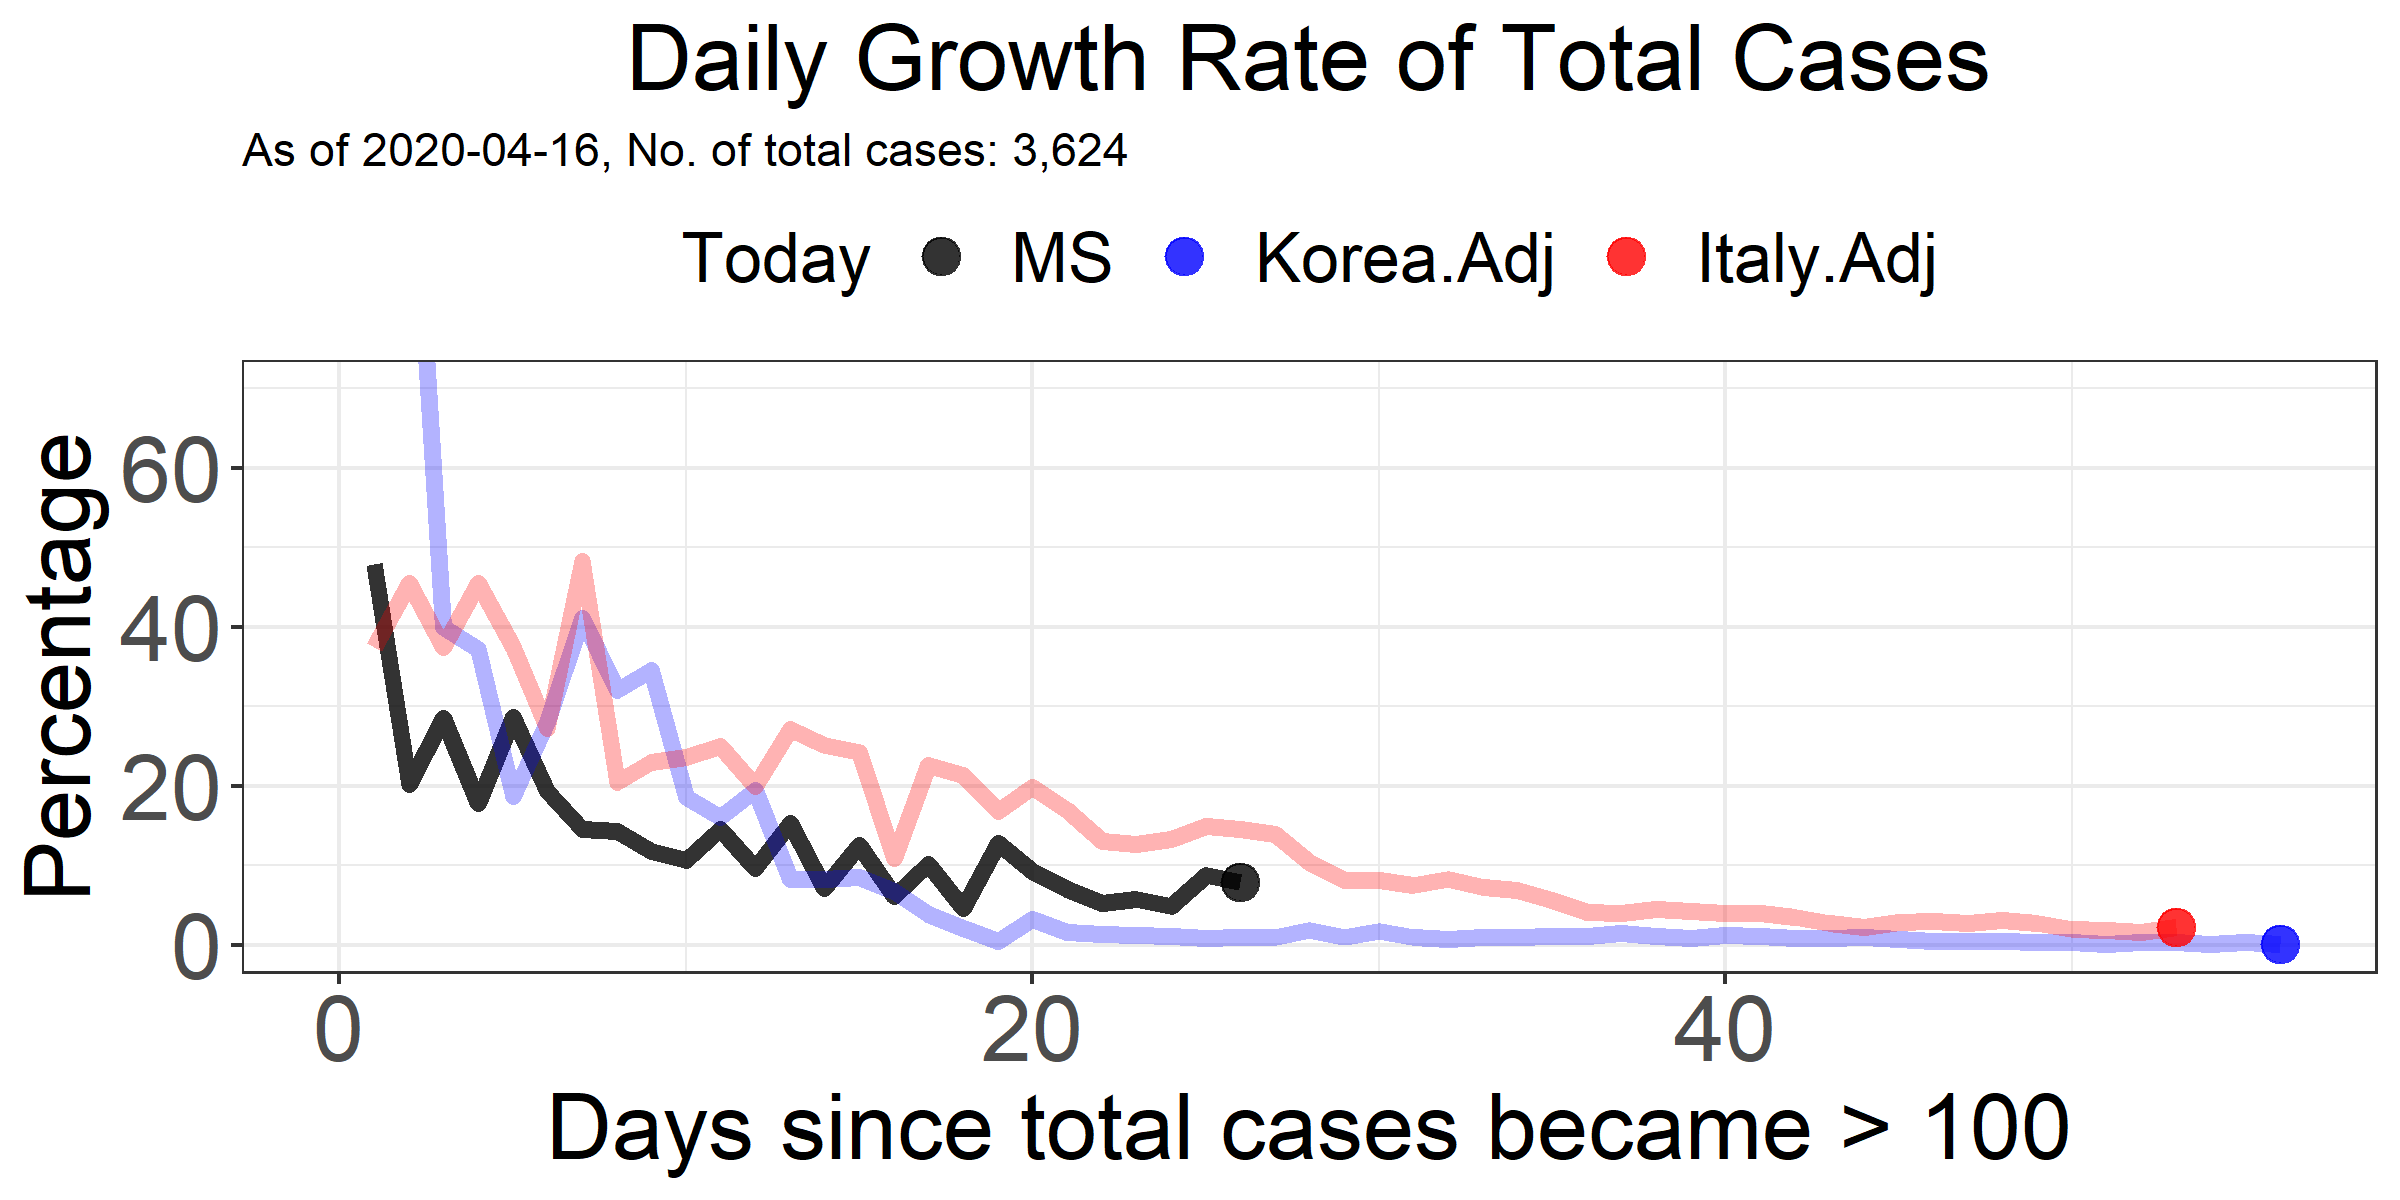 Daily Growth Rate of Total Cases
As of 2020-04-16, No. of total cases: 3,624
Today MS Korea.Adj Italy.Adj
Percentage
60
40
20
0
0 20 40
Days since total cases became > 100